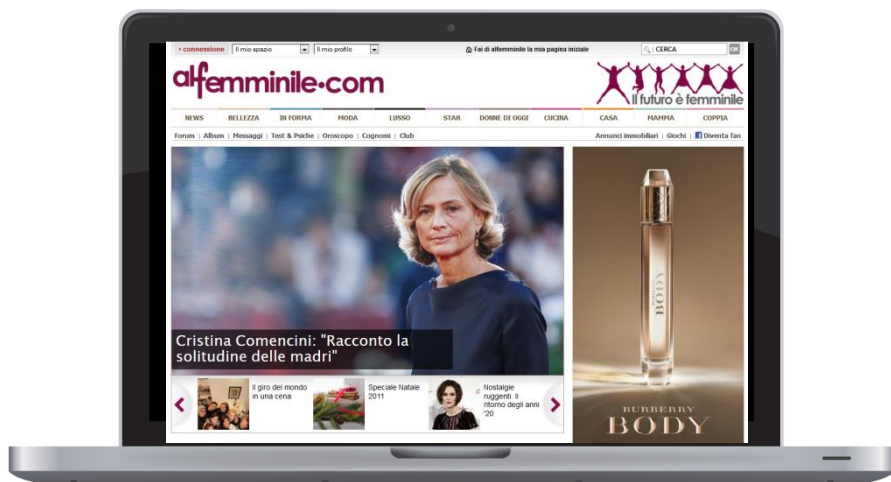 connessione Il mio spazio Il mio profilo Fai di alfemminile la mia pagina iniziale CERCA OK
alfemminile.com
Il futuro è femminile
NEWS BELLEZZA IN FORMA MODA LUSSO STAR DONNE DI OGGI CUCINA CASA MAMMA COPPIA
Forum | Album | Messaggi | Test & Psiche | Oroscopo | Cognomi | Club Annunci immobiliari | Giochi | Diventa fan
Cristina Comencini: "Racconto la
solitudine delle madri"
Il giro del mondo
in una cena
Speciale Natale
2011
Nostalgie
ruggenti. Il
ritorno degli anni
'20
BODY
BURBERRY
BODY